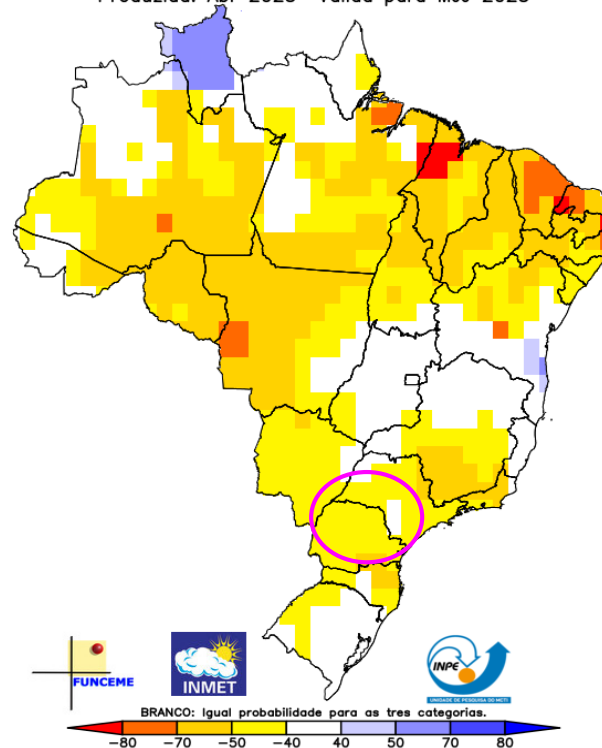 FUNCEME
INMET
INPE
UNIDADE DE PESQUISA DO MCTI
BRANCO: Igual probabilidade para as tres categorias.
-80 -70 -50 -40 40 50 70 80